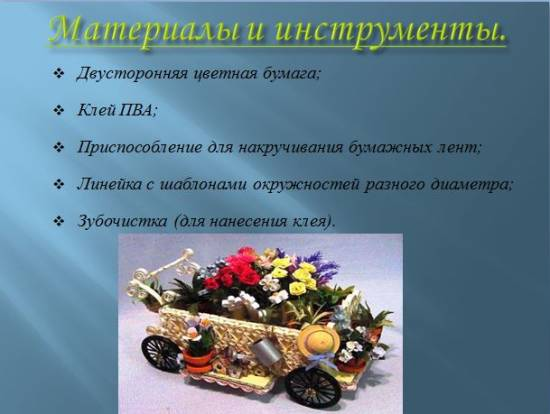 Материалы и инструменты.
Двусторонняя цветная бумага;
Клей ПВА;
Приспособление для накручивания бумажных лент;
Линейка с шаблонами окружностей разного диаметра;
Зубочистка (для нанесения клея).